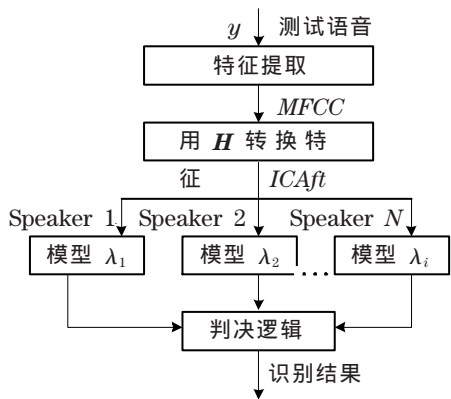 y 测试语音
特征提取
MFCC
用 H 转换特
征 ICAft
Speaker 1 Speaker 2 Speaker N
模型 λ1 模型 λ2 ... 模型 λi
判决逻辑
识别结果